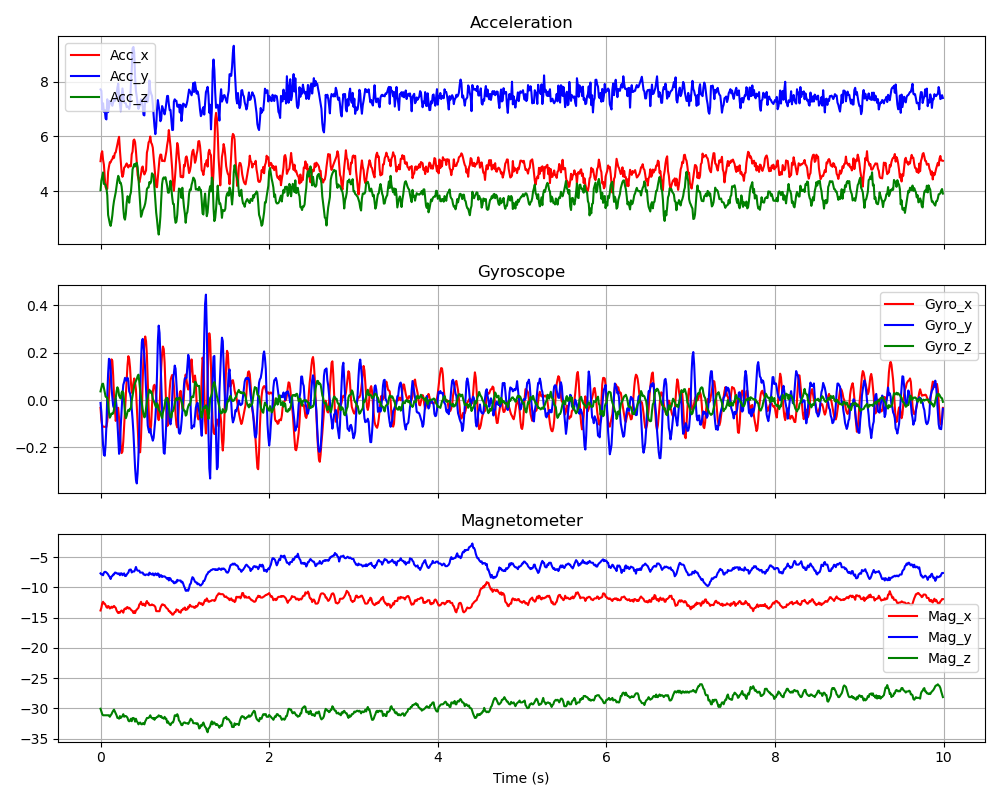 Acceleration
Acc_x
Acc_y
Acc_z
8
6
4
Gyroscope
Gyro_x
Gyro_y
Gyro_z
0.4
0.2
0.0
−0.2
Magnetometer
Mag_x
Mag_y
Mag_z
−5
−10
−15
−20
−25
−30
−35
0 2 4 6 8 10
Time (s)